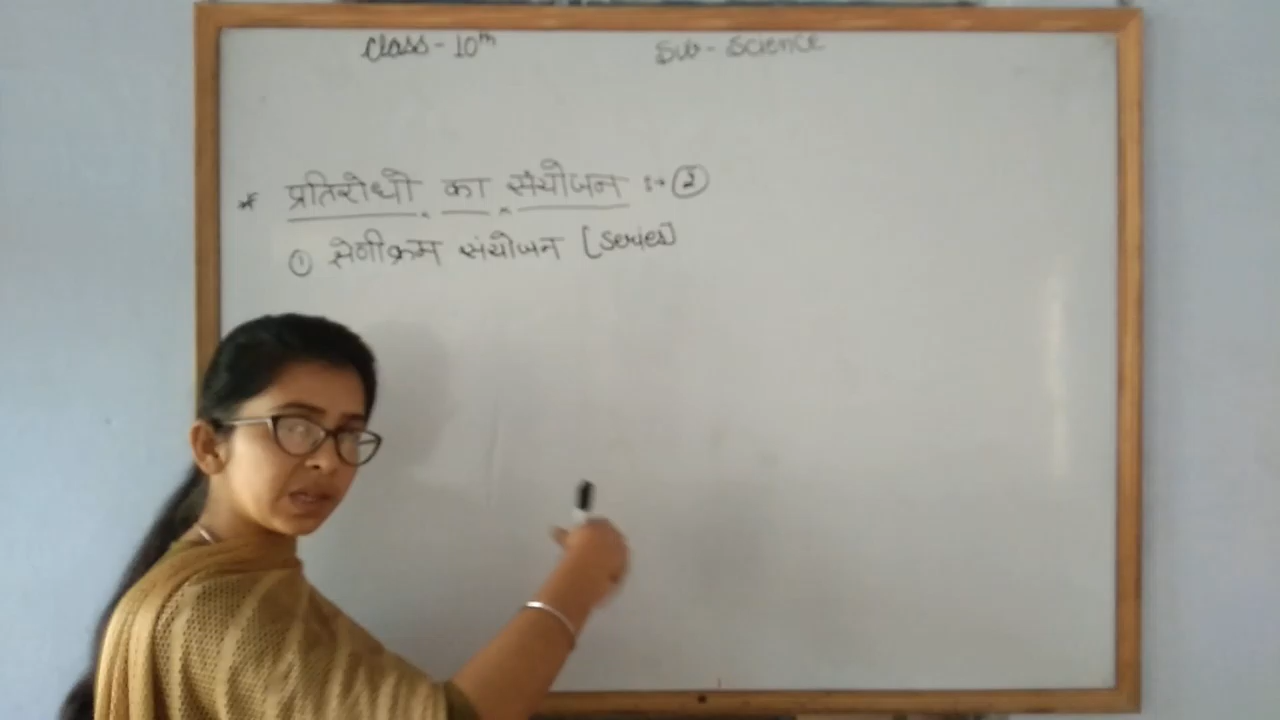 Class - 10th Sub - Science
* प्रतिरोधो का संयोजन :→ ②
① श्रेणीक्रम संयोजन [Series]